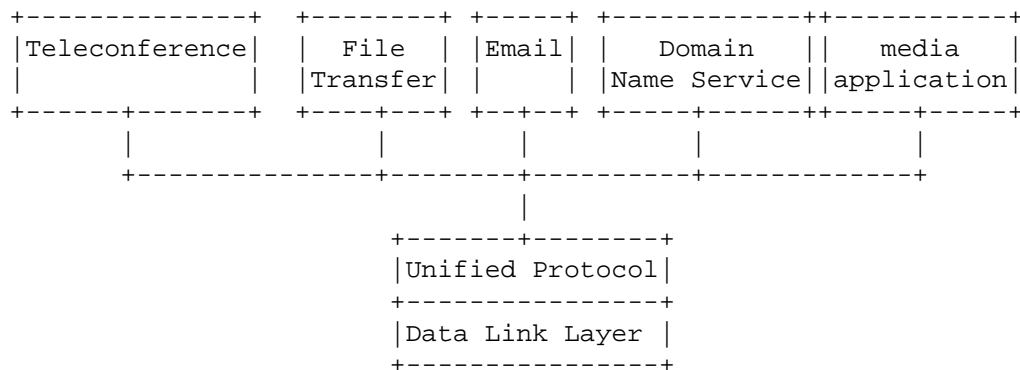 Teleconference File Email Domain media
Transfer Name Service application
Unified Protocol
Data Link Layer